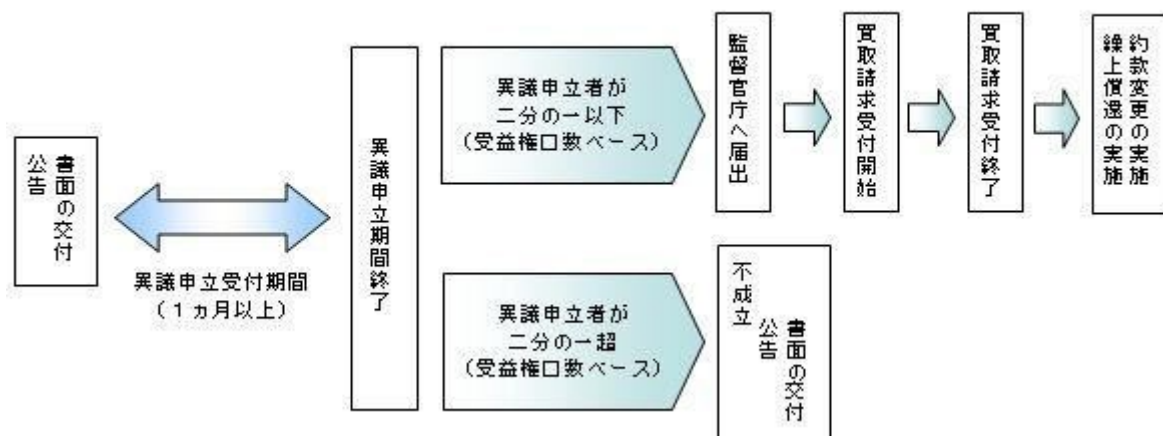 書面の交付
公告
異議申立受付期間
（１ヵ月以上）
異議申立期間終了
異議申立者が
二分の一以下
（受益権口数ベース）
監督官庁へ届出
買取請求受付開始
買取請求受付終了
約款変更の実施
繰上償還の実施
異議申立者が
二分の一超
（受益権口数ベース）
不成立
書面の交付
公告